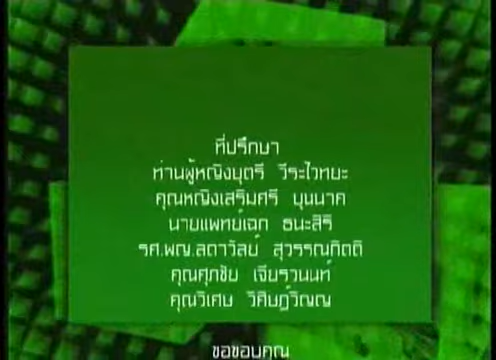 ที่ปรึกษา
ท่านผู้หญิงบุตรี วีระไวทยะ
คุณหญิงเสริมศรี บุนนาค
นายแพทย์เฉก ธนะสิริ
รศ.พญ.ลดาวัลย์ สุวรรณกิตติ
คุณศุภชัย เจียรวนนท์
คุณวิเศษ วิศิษฏ์วิญญู
ขอขอบคุณ